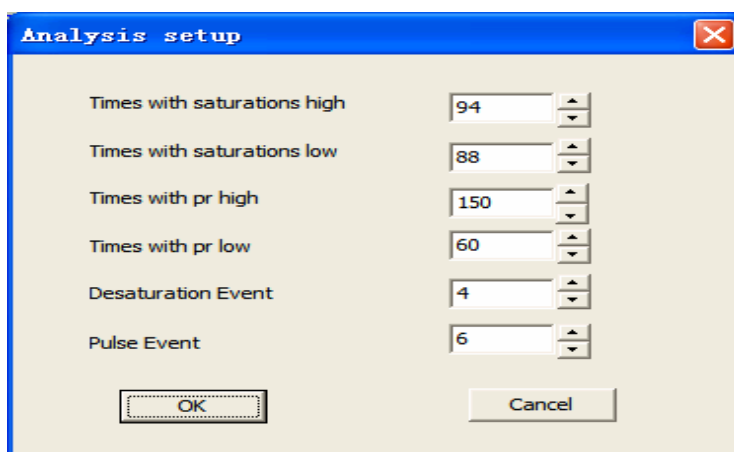 Analysis setup
Times with saturations high 94
Times with saturations low 88
Times with pr high 150
Times with pr low 60
Desaturation Event 4
Pulse Event 6
OK Cancel